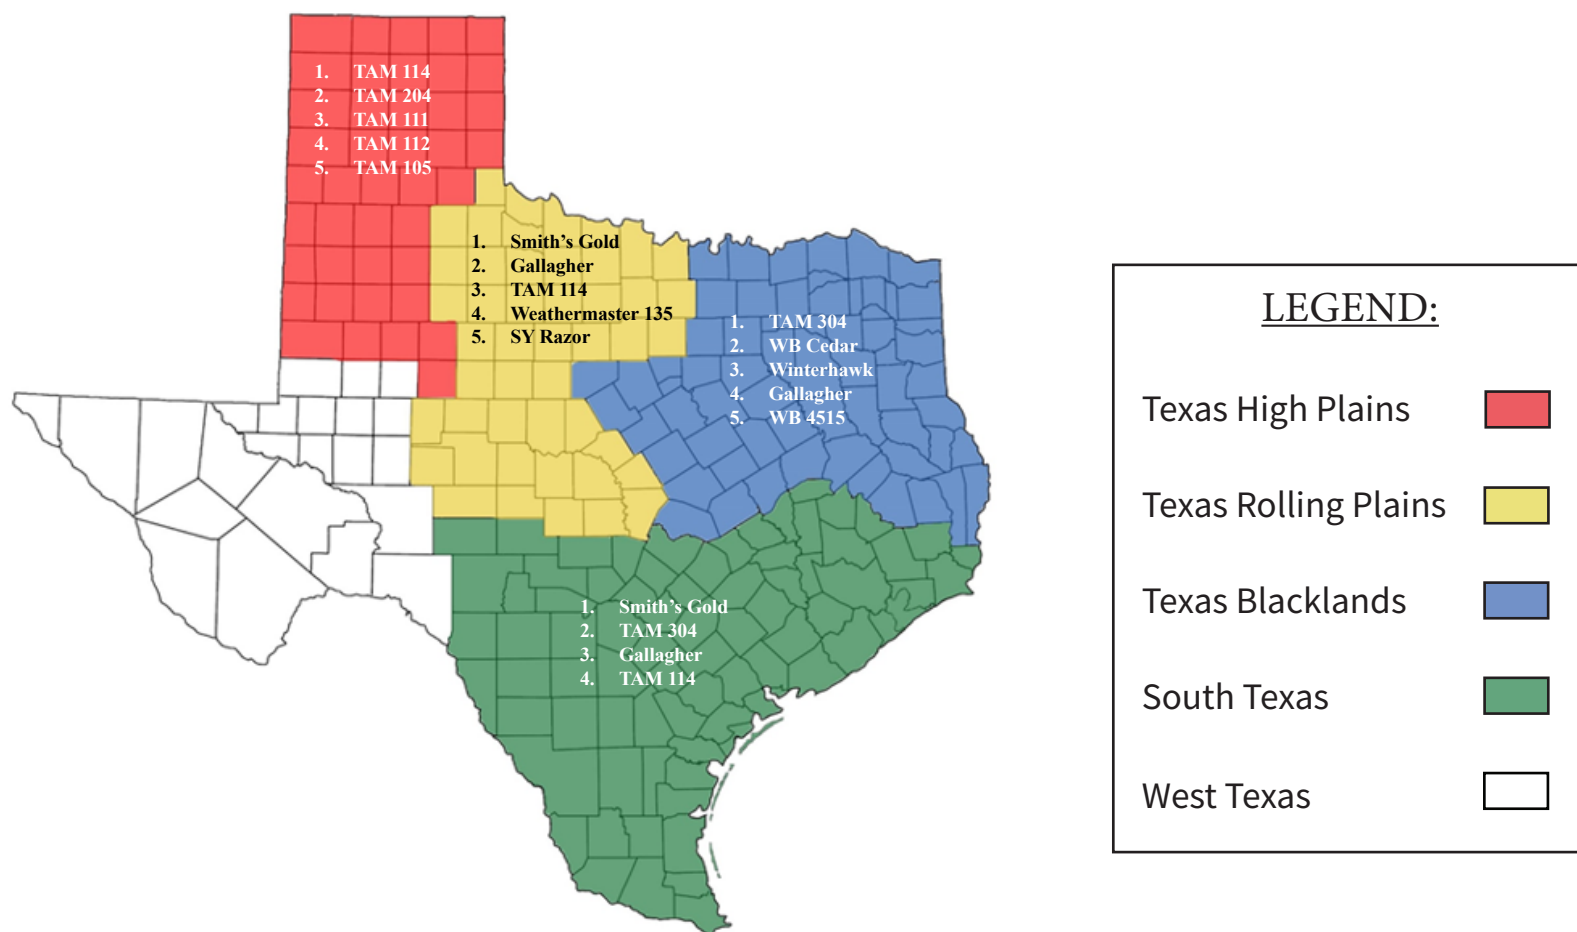 1. TAM 114
2. TAM 204
3. TAM 111
4. TAM 112
5. TAM 105
1. Smith’s Gold
2. Gallagher
3. TAM 114
4. Weathermaster 135
5. SY Razor
1. TAM 304
2. WB Cedar
3. Winterhawk
4. Gallagher
5. WB 4515
1. Smith’s Gold
2. TAM 304
3. Gallagher
4. TAM 114
LEGEND:
Texas High Plains
Texas Rolling Plains
Texas Blacklands
South Texas
West Texas